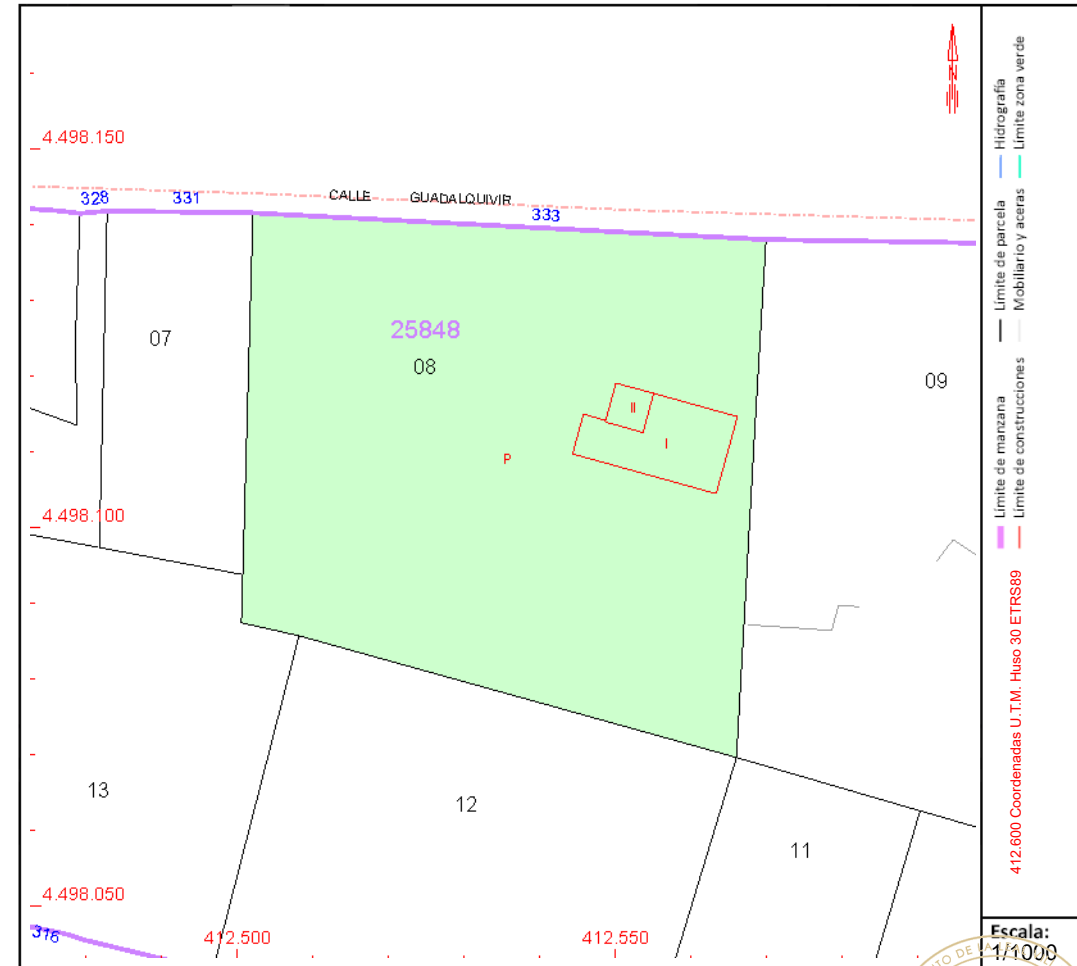 4.498.150
328
331
CALLE GUADALQUIVIR
333
25848
07
08
09
II
I
P
4.498.100
13
12
11
4.498.050
316
412.500
412.550
N
Límite de manzana
Límite de parcela
Hidrografía
Límite de construcciones
Mobiliario y aceras
Límite zona verde
412.600 Coordenadas U.T.M. Huso 30 ETRS89
Escala:
1/1000